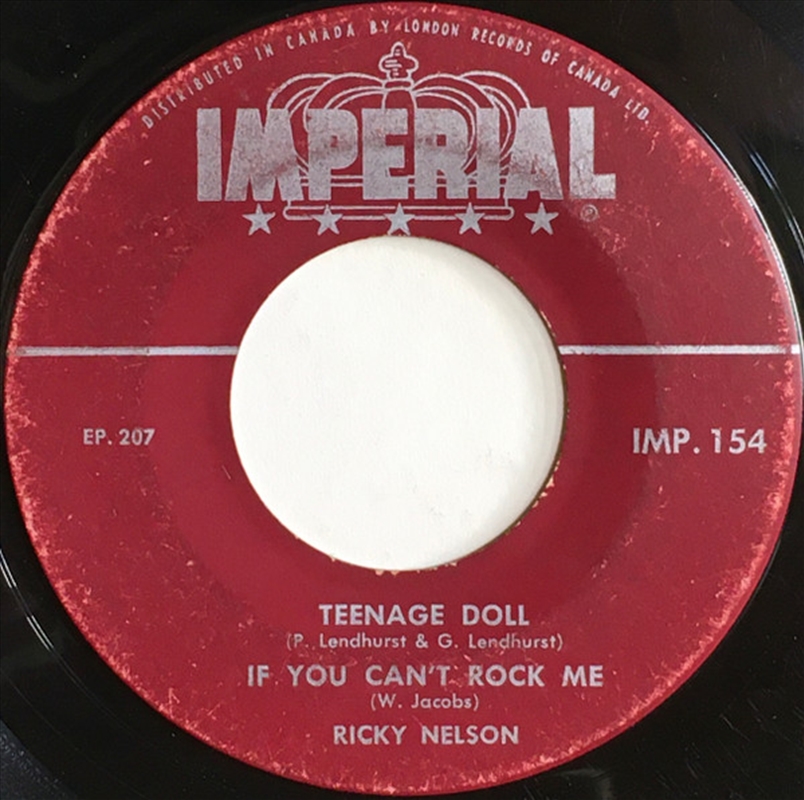 DISTRIBUTED IN CANADA BY LONDON RECORDS OF CANADA LTD.
IMPERIAL
EP. 207
IMP. 154
TEENAGE DOLL
(P. Lendhurst & G. Lendhurst)
IF YOU CAN'T ROCK ME
(W. Jacobs)
RICKY NELSON